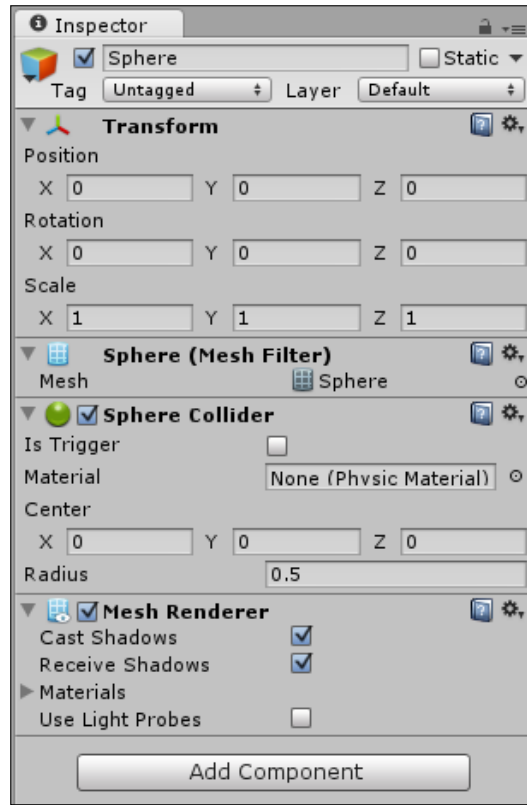 Inspector
Sphere Static
Tag Untagged Layer Default
Transform
Position
X 0 Y 0 Z 0
Rotation
X 0 Y 0 Z 0
Scale
X 1 Y 1 Z 1
Sphere (Mesh Filter)
Mesh Sphere
Sphere Collider
Is Trigger
Material None (Physic Material)
Center
X 0 Y 0 Z 0
Radius 0.5
Mesh Renderer
Cast Shadows
Receive Shadows
Materials
Use Light Probes
Add Component